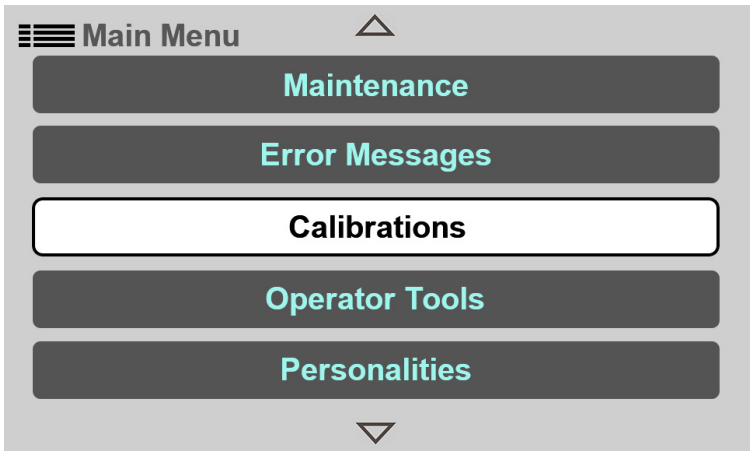 Main Menu
Maintenance
Error Messages
Calibrations
Operator Tools
Personalities